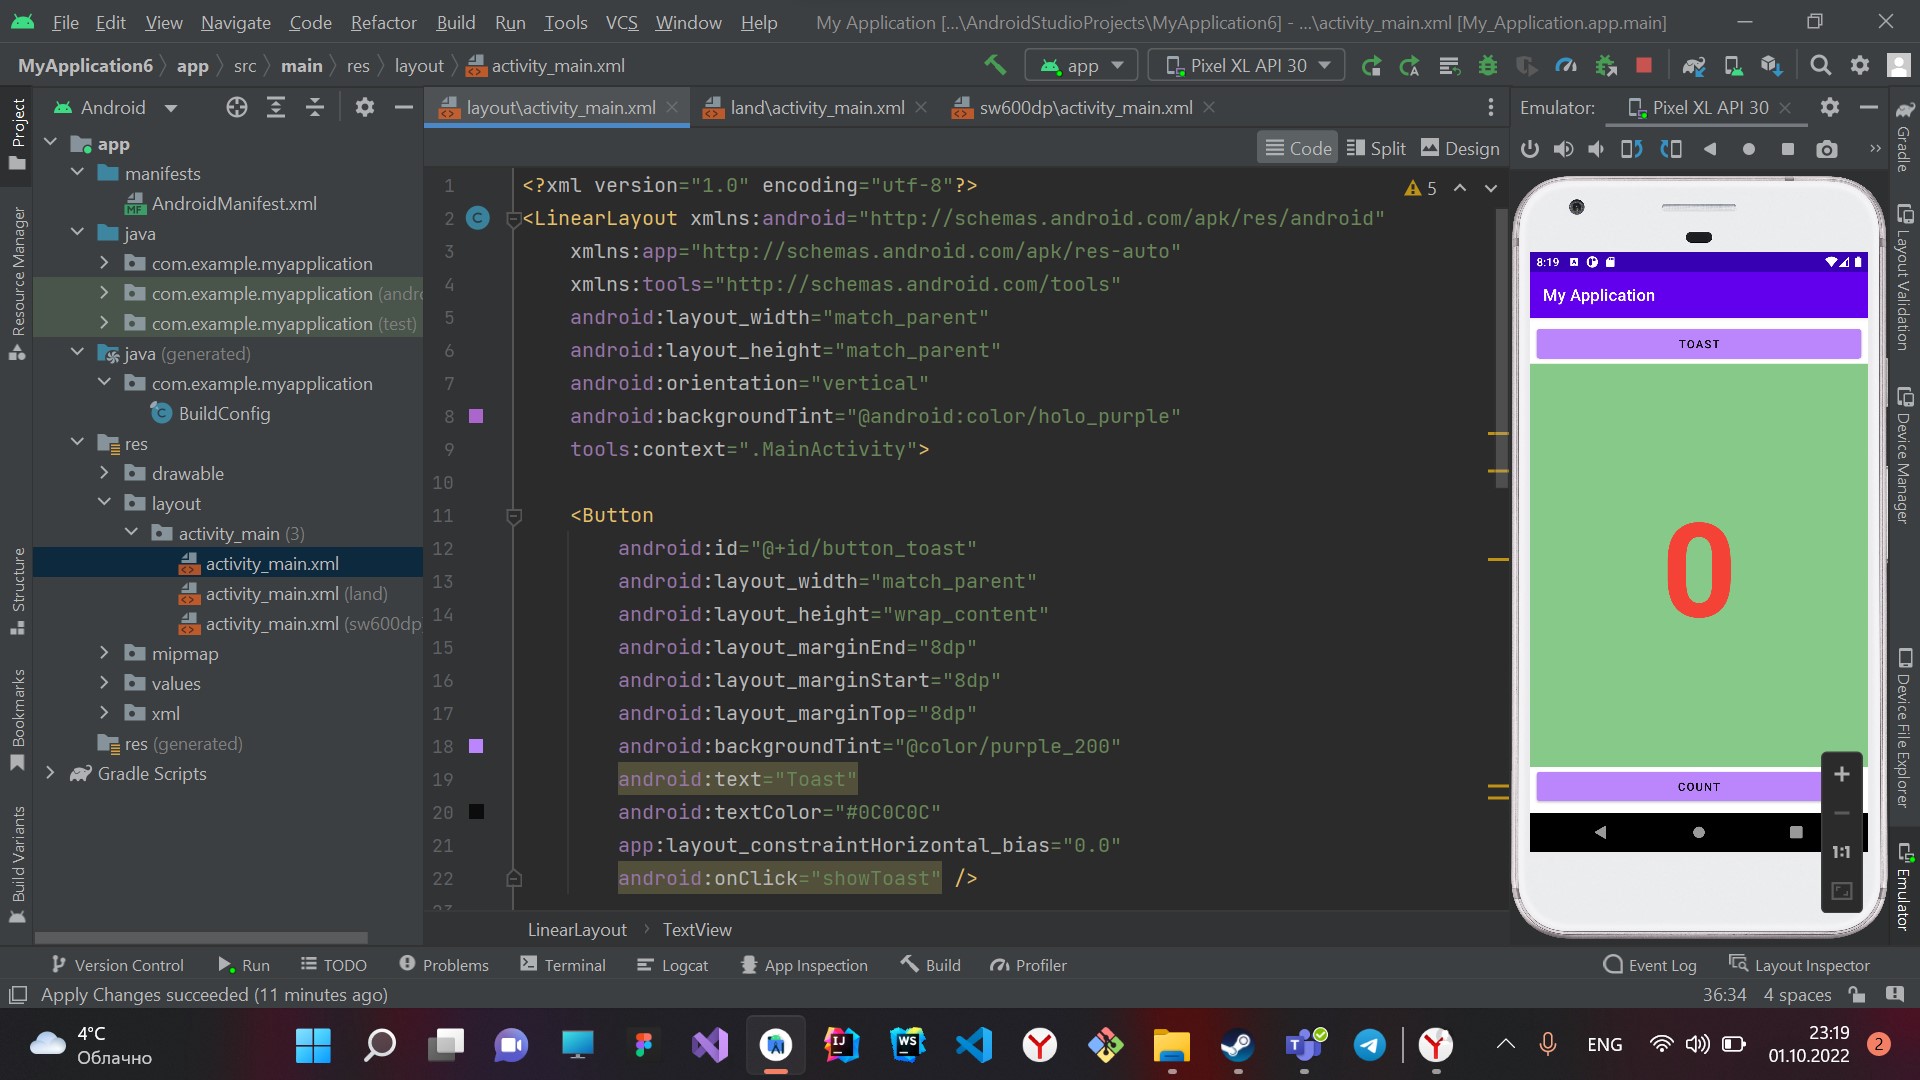 File Edit View Navigate Code Refactor Build Run Tools VCS Window Help My Application [...\AndroidStudioProjects\MyApplication6] - ...\activity_main.xml [My_Application.app.main]
MyApplication6 app src main res layout activity_main.xml app Pixel XL API 30
Android layout\activity_main.xml land\activity_main.xml sw600dp\activity_main.xml Emulator: Pixel XL API 30
Code Split Design
Project
Resource Manager
Structure
Bookmarks
Build Variants
app
manifests
AndroidManifest.xml
java
com.example.myapplication
com.example.myapplication (andro
com.example.myapplication (test)
java (generated)
com.example.myapplication
BuildConfig
res
drawable
layout
activity_main (3)
activity_main.xml
activity_main.xml (land)
activity_main.xml (sw600dp
mipmap
values
xml
res (generated)
Gradle Scripts
5
1 <?xml version="1.0" encoding="utf-8"?>
2 <LinearLayout xmlns:android="http://schemas.android.com/apk/res/android"
3 xmlns:app="http://schemas.android.com/apk/res-auto"
4 xmlns:tools="http://schemas.android.com/tools"
5 android:layout_width="match_parent"
6 android:layout_height="match_parent"
7 android:orientation="vertical"
8 android:backgroundTint="@android:color/holo_purple"
9 tools:context=".MainActivity">
10
11 <Button
12 android:id="@+id/button_toast"
13 android:layout_width="match_parent"
14 android:layout_height="wrap_content"
15 android:layout_marginEnd="8dp"
16 android:layout_marginStart="8dp"
17 android:layout_marginTop="8dp"
18 android:backgroundTint="@color/purple_200"
19 android:text="Toast"
20 android:textColor="#0C0C0C"
21 app:layout_constraintHorizontal_bias="0.0"
22 android:onClick="showToast" />
LinearLayout TextView
8:19
My Application
TOAST
0
COUNT
1:1
Gradle
Layout Validation
Device Manager
Device File Explorer
Emulator
Version Control Run TODO Problems Terminal Logcat App Inspection Build Profiler Event Log Layout Inspector
Apply Changes succeeded (11 minutes ago) 36:34 4 spaces
4°C
Облачно
ENG
23:19
01.10.2022
2